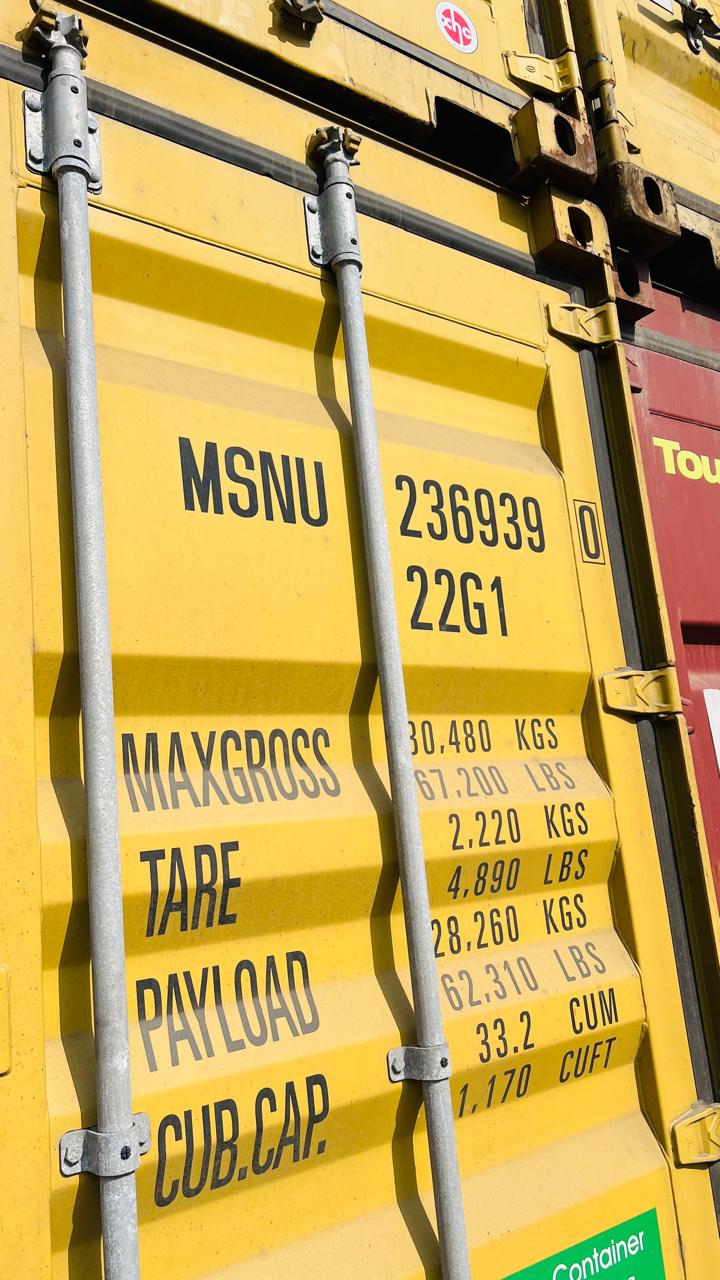 chc
MSNU 236939 0
22G1
Tou
MAXGROSS 30,480 KGS
67,200 LBS
TARE 2,220 KGS
4,890 LBS
PAYLOAD 28,260 KGS
62,310 LBS
CUB.CAP. 33.2 CUM
1,170 CUFT
Container